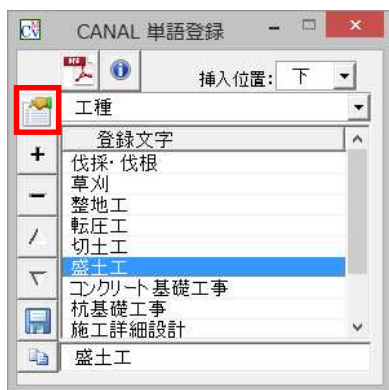 CANAL 単語登録
挿入位置: 下
工種
登録文字
伐採・伐根
草刈
整地工
転圧工
切土工
盛土工
コンクリート基礎工事
杭基礎工事
施工詳細設計
盛土工